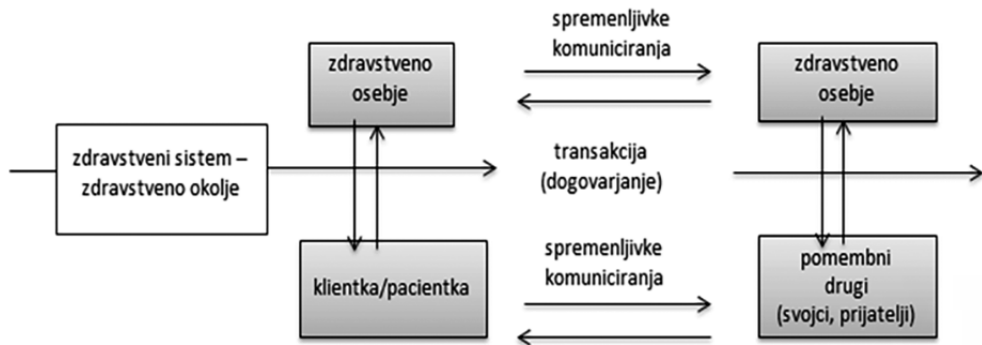 spremenljivke
komuniciranja
zdravstveno
osebje
zdravstveno
osebje
zdravstveni sistem –
zdravstveno okolje
transakcija
(dogovarjanje)
klientka/pacientka
spremenljivke
komuniciranja
pomembni
drugi
(svojci, prijatelji)